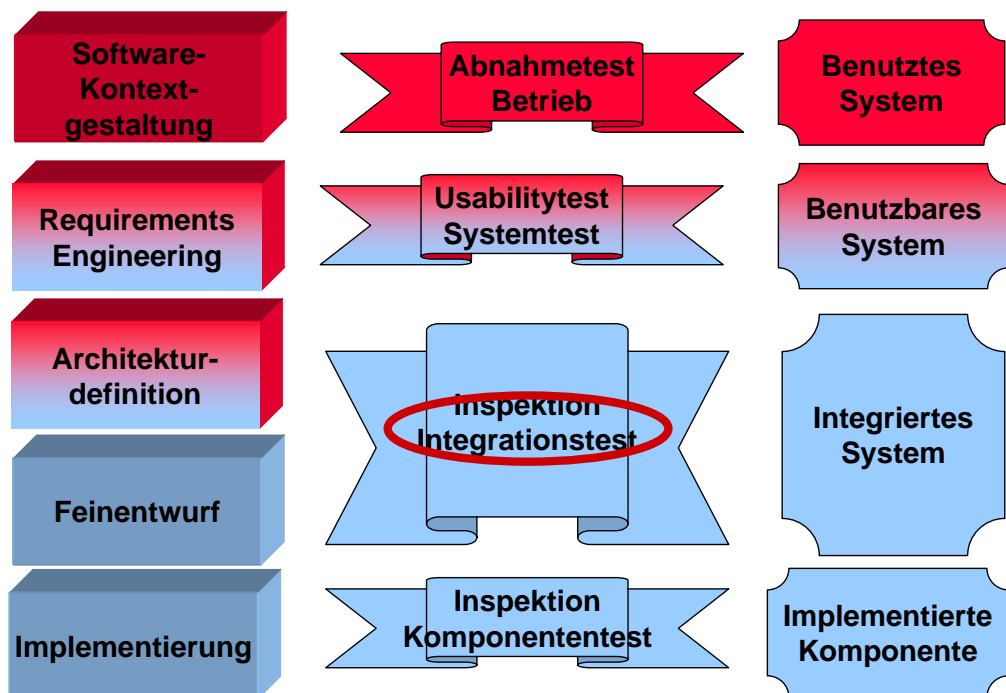 Software-
Kontext-
gestaltung
Abnahmetest
Betrieb
Benutztes
System
Requirements
Engineering
Usabilitytest
Systemtest
Benutzbares
System
Architektur-
definition
Inspektion
Integrationstest
Integriertes
System
Feinentwurf
Implementierung
Inspektion
Komponententest
Implementierte
Komponente